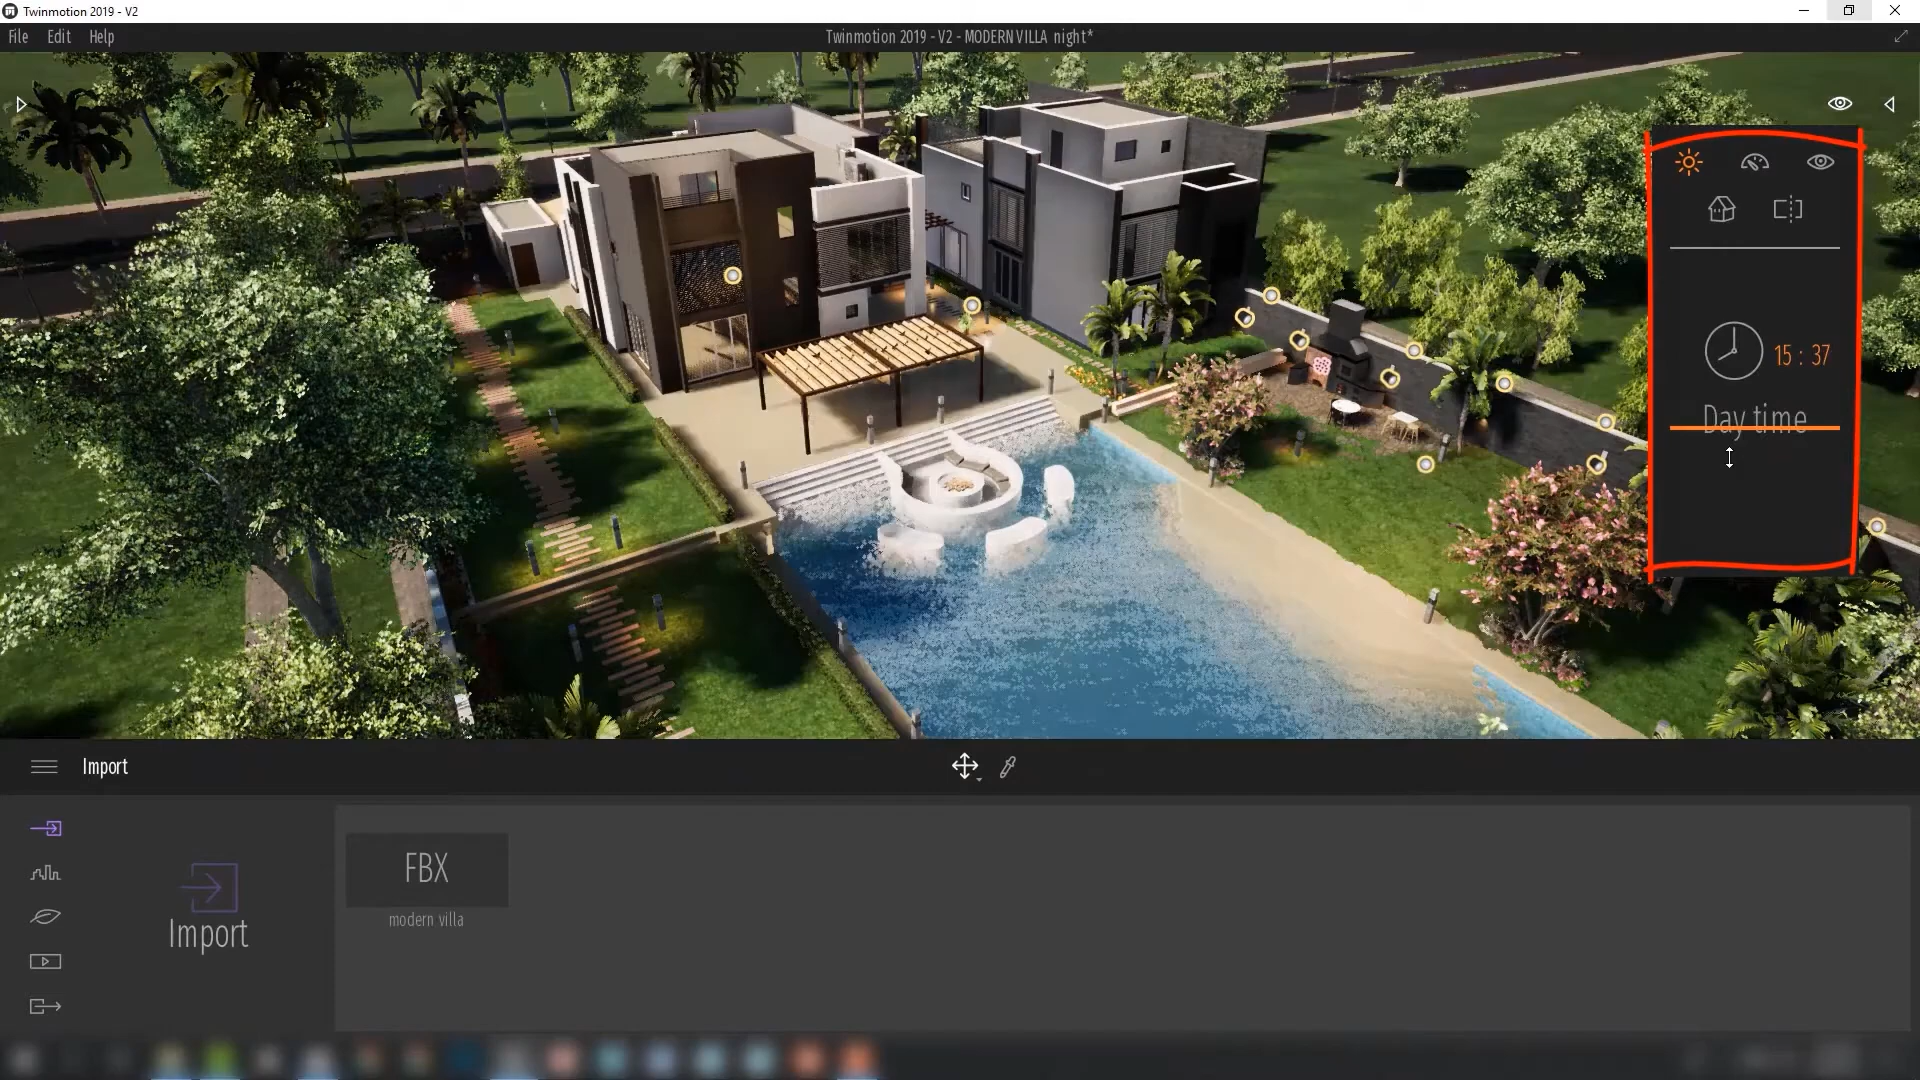 Twinmotion 2019 - V2
File Edit Help
Twinmotion 2019 - V2 - MODERN VILLA night*
15 : 37
Day time
Import
Import
FBX
modern villa